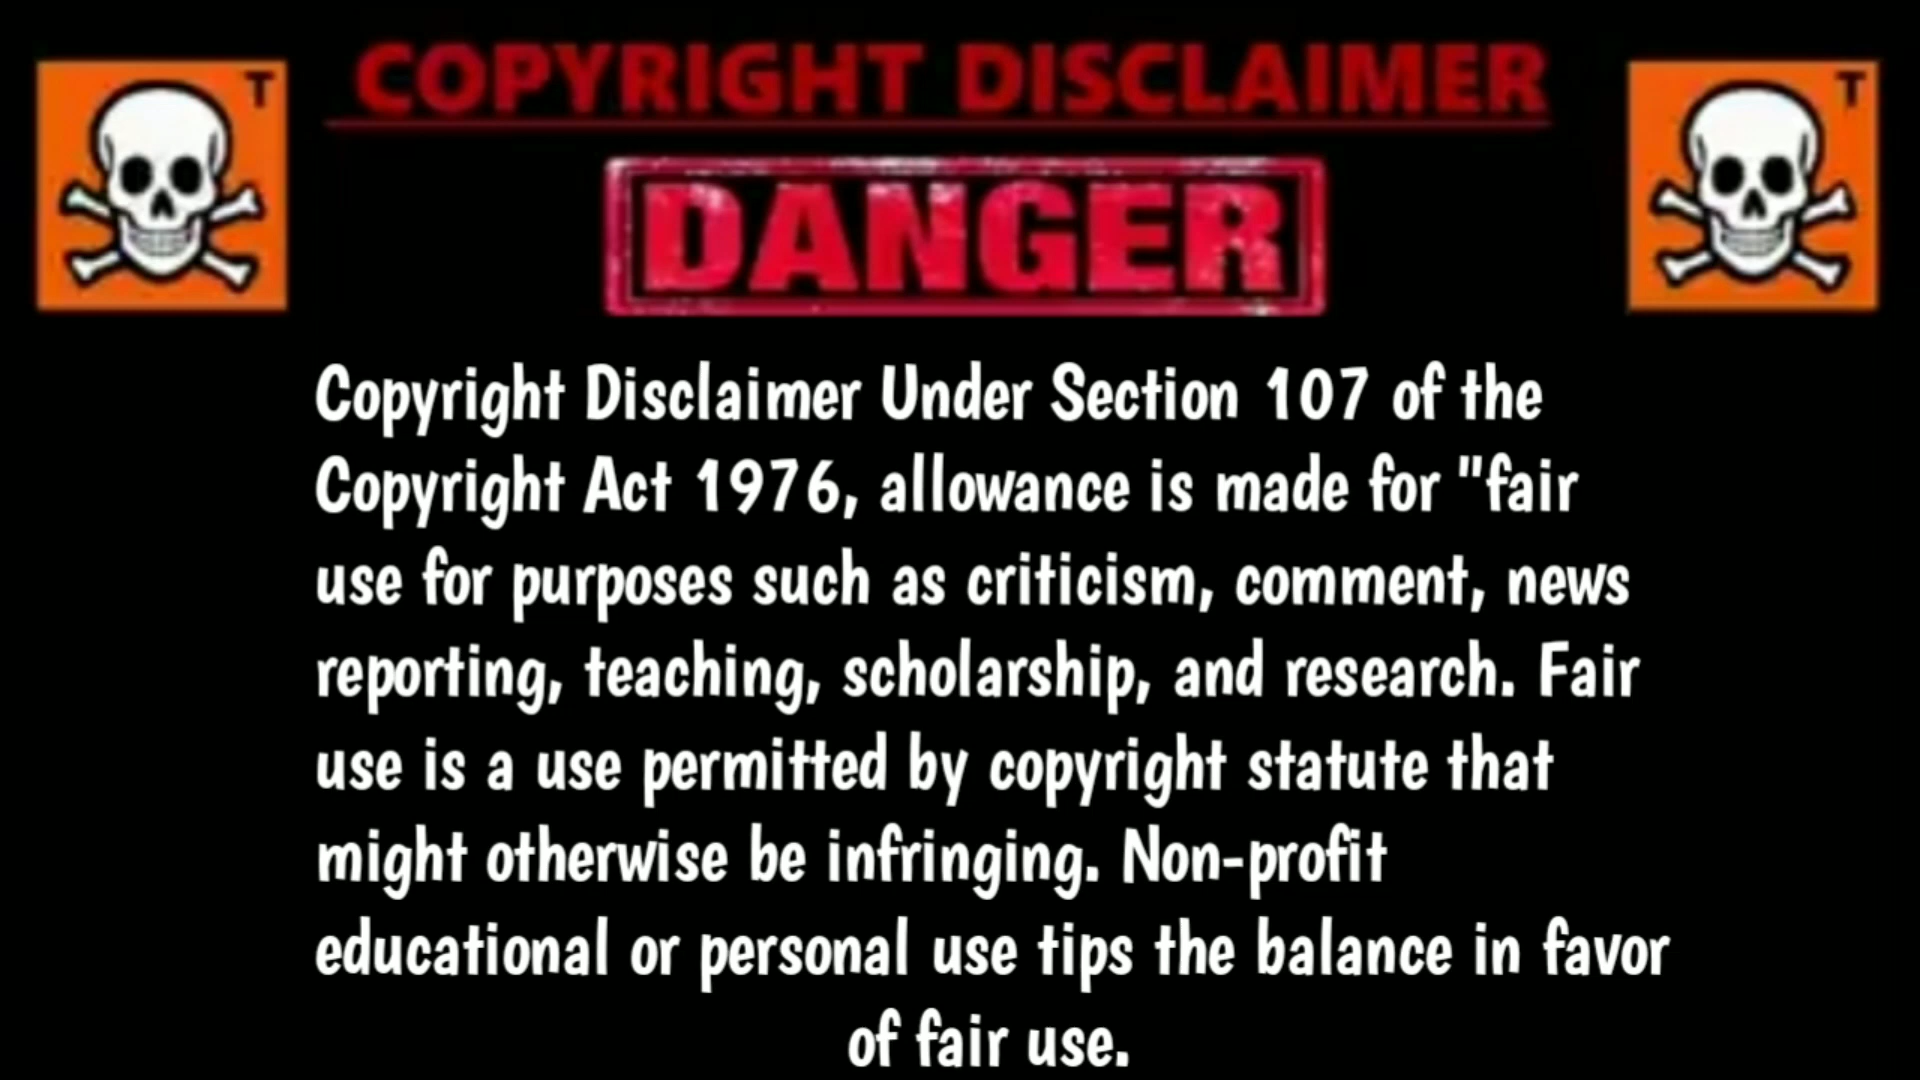 T
COPYRIGHT DISCLAIMER
T
DANGER
Copyright Disclaimer Under Section 107 of the
Copyright Act 1976, allowance is made for "fair
use for purposes such as criticism, comment, news
reporting, teaching, scholarship, and research. Fair
use is a use permitted by copyright statute that
might otherwise be infringing. Non-profit
educational or personal use tips the balance in favor
of fair use.